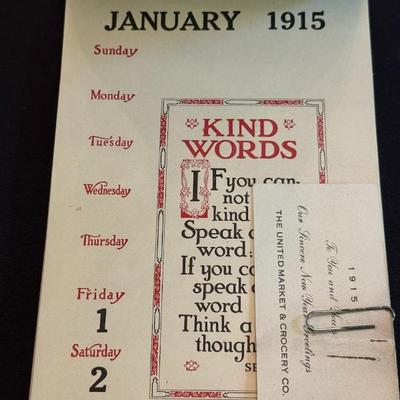 JANUARY 1915
Sunday
Monday
Tuesday
Wednesday
Thursday
Friday
1
Saturday
2
KIND
WORDS
IF you can-
not
kind
Speak
word;
If you
speak
word
Think a
though
SE
1915
To You and Yours
Our Sincere New Year Greetings
THE UNITED MARKET & GROCERY CO.